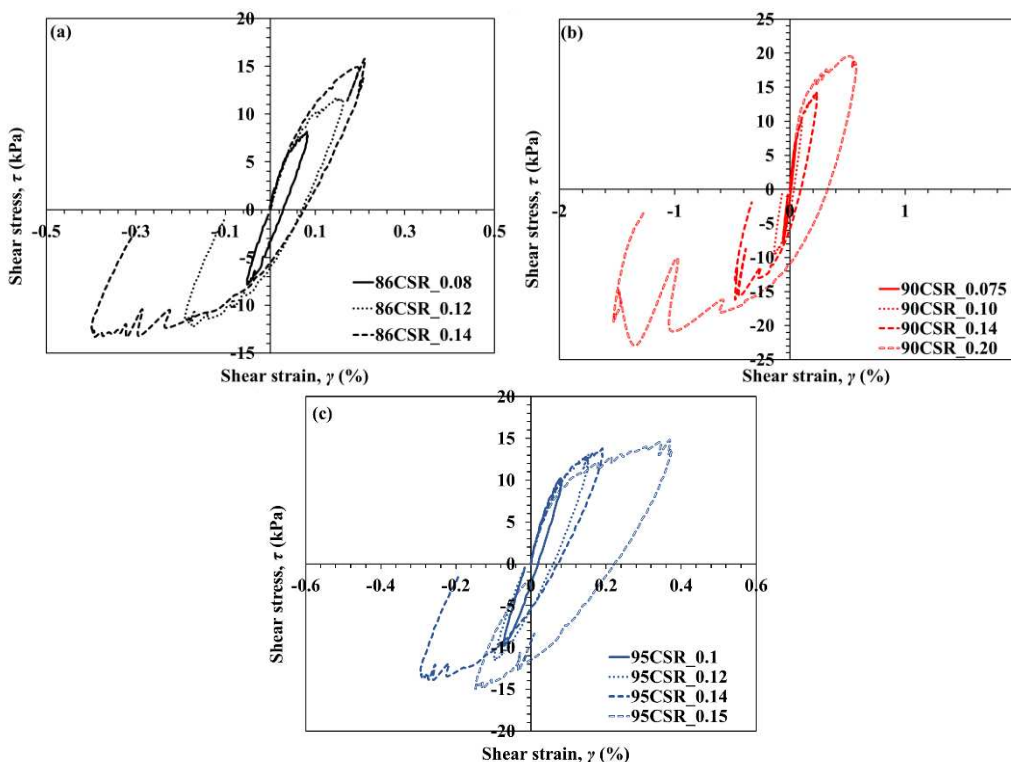 (a)
20
15
10
5
0
-5
-10
-15
-0.5
-0.3
-0.1
0.1
0.3
0.5
Shear stress, τ (kPa)
Shear strain, γ (%)
86CSR_0.08
86CSR_0.12
86CSR_0.14
(b)
25
20
15
10
5
0
-5
-10
-15
-20
-25
-2
-1
0
1
Shear stress, τ (kPa)
Shear strain, γ (%)
90CSR_0.075
90CSR_0.10
90CSR_0.14
90CSR_0.20
(c)
20
15
10
5
0
-5
-10
-15
-20
-0.6
-0.4
-0.2
0
0.2
0.4
0.6
Shear stress, τ (kPa)
Shear strain, γ (%)
95CSR_0.1
95CSR_0.12
95CSR_0.14
95CSR_0.15